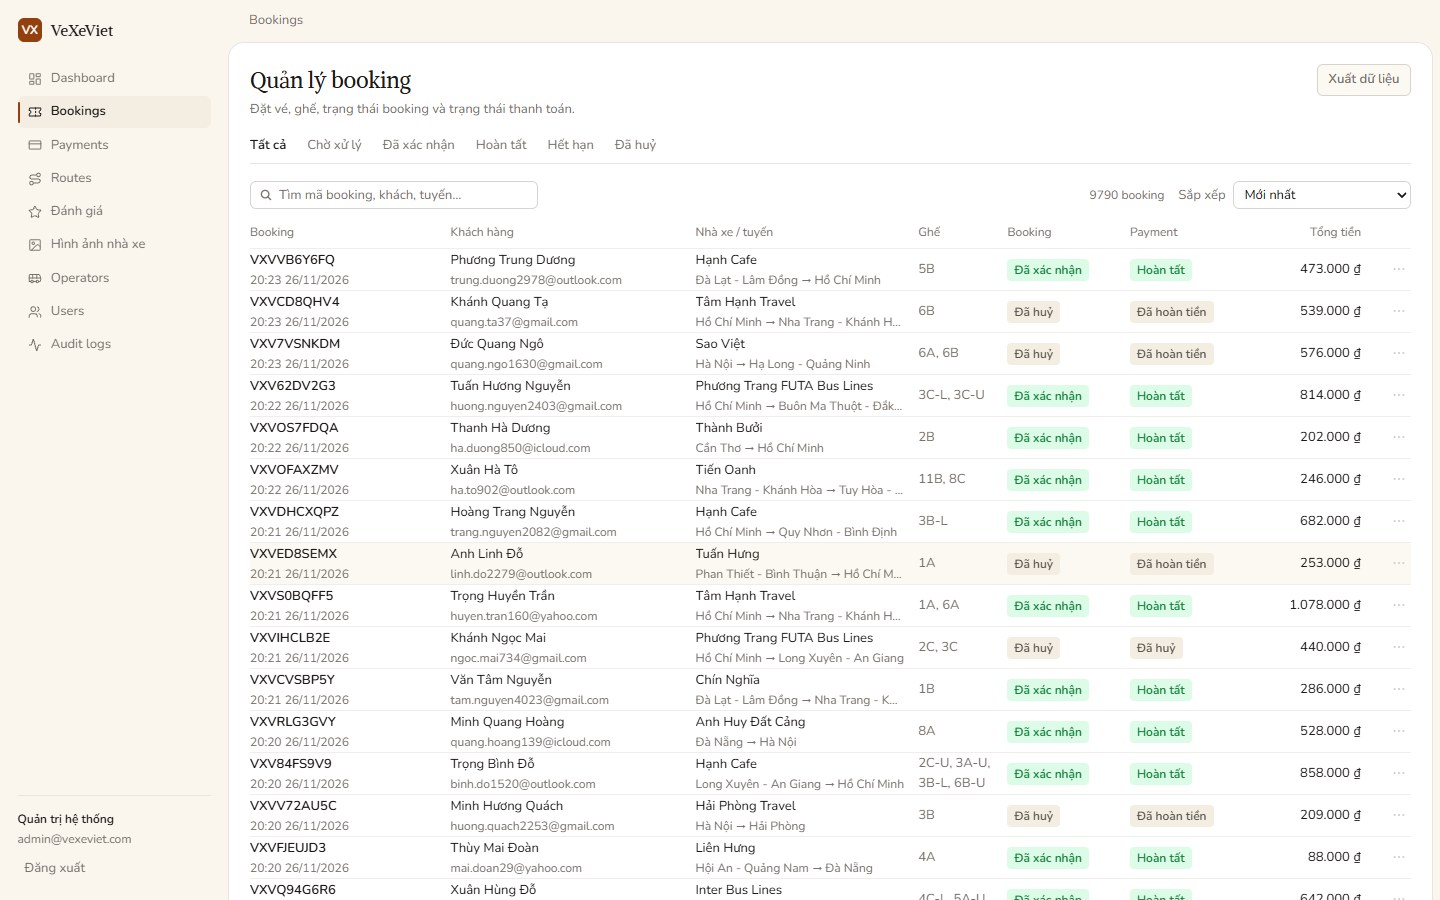 VX VeXeViet
Bookings
Dashboard
Bookings
Payments
Routes
Đánh giá
Hình ảnh nhà xe
Operators
Users
Audit logs
Quản trị hệ thống
admin@vexeviet.com
Đăng xuất
Quản lý booking
Xuất dữ liệu
Đặt vé, ghế, trạng thái booking và trạng thái thanh toán.
Tất cả Chờ xử lý Đã xác nhận Hoàn tất Hết hạn Đã huỷ
Tìm mã booking, khách, tuyến... 9790 booking Sắp xếp Mới nhất
Booking Khách hàng Nhà xe / tuyến Ghế Booking Payment Tổng tiền
VXVVB6Y6FQ Phương Trung Dương Hạnh Cafe 5B Đã xác nhận Hoàn tất 473.000 ₫
20:23 26/11/2026 trung.duong2978@outlook.com Đà Lạt - Lâm Đồng → Hồ Chí Minh
VXVCD8QHV4 Khánh Quang Tạ Tâm Hạnh Travel 6B Đã huỷ Đã hoàn tiền 539.000 ₫
20:23 26/11/2026 quang.ta37@gmail.com Hồ Chí Minh → Nha Trang - Khánh H...
VXV7VSNKDM Đức Quang Ngô Sao Việt 6A, 6B Đã huỷ Đã hoàn tiền 576.000 ₫
20:23 26/11/2026 quang.ngo1630@gmail.com Hà Nội → Hạ Long - Quảng Ninh
VXV62DV2G3 Tuấn Hương Nguyễn Phương Trang FUTA Bus Lines 3C-L, 3C-U Đã xác nhận Hoàn tất 814.000 ₫
20:22 26/11/2026 huong.nguyen2403@gmail.com Hồ Chí Minh → Buôn Ma Thuột - Đắk...
VXVOS7FDQA Thanh Hà Dương Thành Bưởi 2B Đã xác nhận Hoàn tất 202.000 ₫
20:22 26/11/2026 ha.duong850@icloud.com Cần Thơ → Hồ Chí Minh
VXVOFAXZMV Xuân Hà Tô Tiến Oanh 11B, 8C Đã xác nhận Hoàn tất 246.000 ₫
20:22 26/11/2026 ha.to902@outlook.com Nha Trang - Khánh Hòa → Tuy Hòa - ...
VXVDHCXQPZ Hoàng Trang Nguyễn Hạnh Cafe 3B-L Đã xác nhận Hoàn tất 682.000 ₫
20:21 26/11/2026 trang.nguyen2082@gmail.com Hồ Chí Minh → Quy Nhơn - Bình Định
VXVED8SEMX Anh Linh Đỗ Tuấn Hưng 1A Đã huỷ Đã hoàn tiền 253.000 ₫
20:21 26/11/2026 linh.do2279@outlook.com Phan Thiết - Bình Thuận → Hồ Chí M...
VXVS0BQFF5 Trọng Huyền Trần Tâm Hạnh Travel 1A, 6A Đã xác nhận Hoàn tất 1.078.000 ₫
20:21 26/11/2026 huyen.tran160@yahoo.com Hồ Chí Minh → Nha Trang - Khánh H...
VXVIHCLB2E Khánh Ngọc Mai Phương Trang FUTA Bus Lines 2C, 3C Đã huỷ Đã huỷ 440.000 ₫
20:21 26/11/2026 ngoc.mai734@gmail.com Hồ Chí Minh → Long Xuyên - An Giang
VXVCVSBP5Y Văn Tâm Nguyễn Chín Nghĩa 1B Đã xác nhận Hoàn tất 286.000 ₫
20:21 26/11/2026 tam.nguyen4023@gmail.com Đà Lạt - Lâm Đồng → Nha Trang - K...
VXVRLG3GVY Minh Quang Hoàng Anh Huy Đất Cảng 8A Đã xác nhận Hoàn tất 528.000 ₫
20:20 26/11/2026 quang.hoang139@icloud.com Đà Nẵng → Hà Nội
VXV84FS9V9 Trọng Bình Đỗ Hạnh Cafe 2C-U, 3A-U, Đã xác nhận Hoàn tất 858.000 ₫
20:20 26/11/2026 binh.do1520@outlook.com Long Xuyên - An Giang → Hồ Chí Minh 3B-L, 6B-U
VXVV72AU5C Minh Hương Quách Hải Phòng Travel 3B Đã huỷ Đã hoàn tiền 209.000 ₫
20:20 26/11/2026 huong.quach2253@gmail.com Hà Nội → Hải Phòng
VXVFJEUJD3 Thùy Mai Đoàn Liên Hưng 4A Đã xác nhận Hoàn tất 88.000 ₫
20:20 26/11/2026 mai.doan29@yahoo.com Hội An - Quảng Nam → Đà Nẵng
VXVQ94G6R6 Xuân Hùng Đỗ Inter Bus Lines 4C-L, 5A-U Đã xác nhận Hoàn tất 642.000 ₫